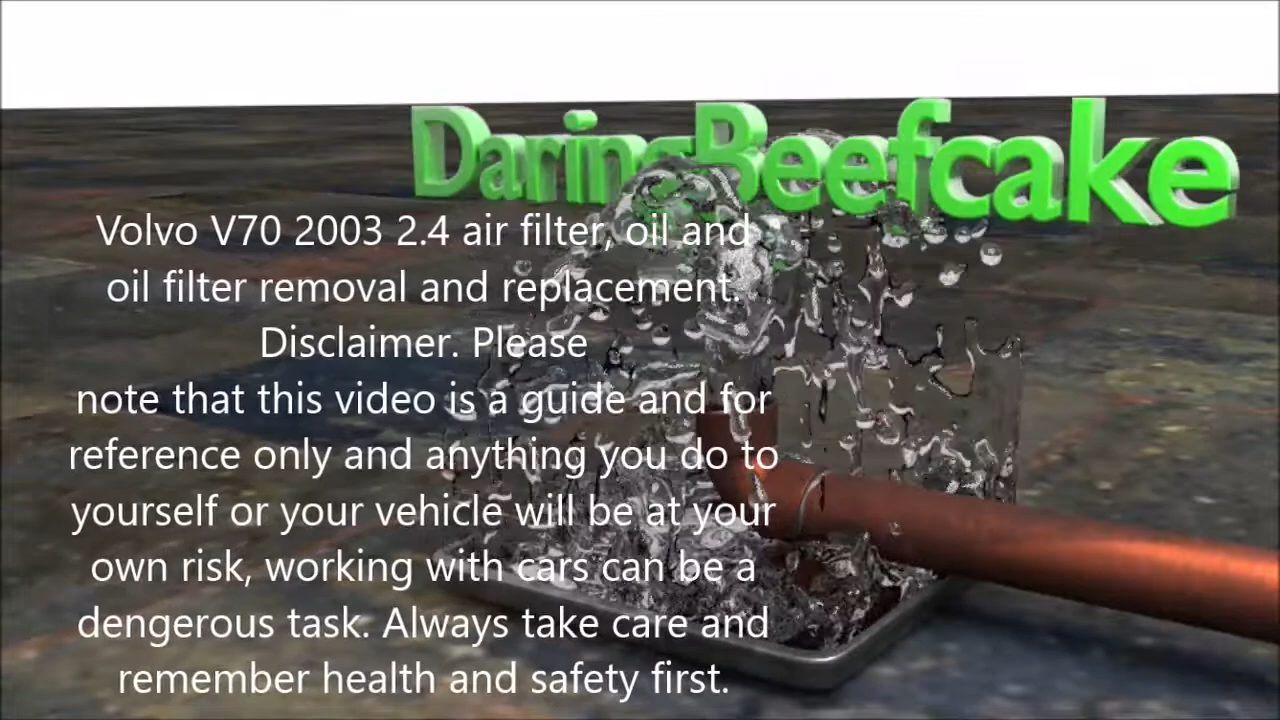 DaringBeefcake
Volvo V70 2003 2.4 air filter, oil and
oil filter removal and replacement.
Disclaimer. Please
note that this video is a guide and for
reference only and anything you do to
yourself or your vehicle will be at your
own risk, working with cars can be a
dengerous task. Always take care and
remember health and safety first.